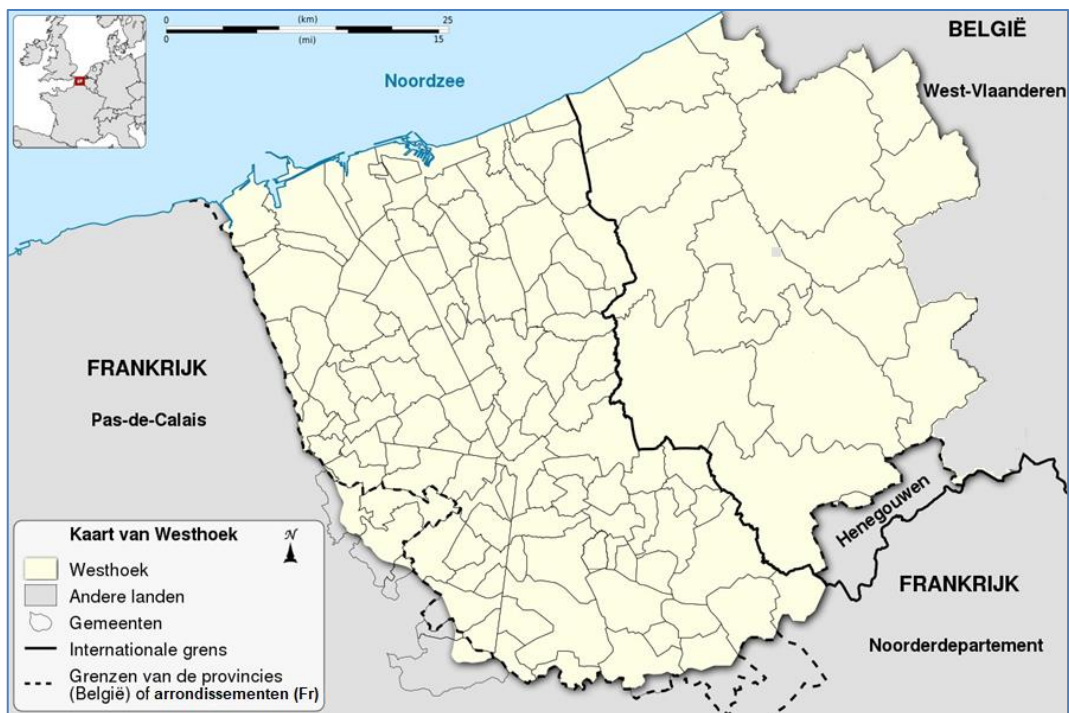 0 (km) 25
0 (mi) 15
BELGIË
West-Vlaanderen
Noordzee
FRANKRIJK
Pas-de-Calais
Henegouwen
FRANKRIJK
Noorderdepartement
Kaart van Westhoek
N
Westhoek
Andere landen
Gemeenten
Internationale grens
Grenzen van de provincies
(België) of arrondissementen (Fr)